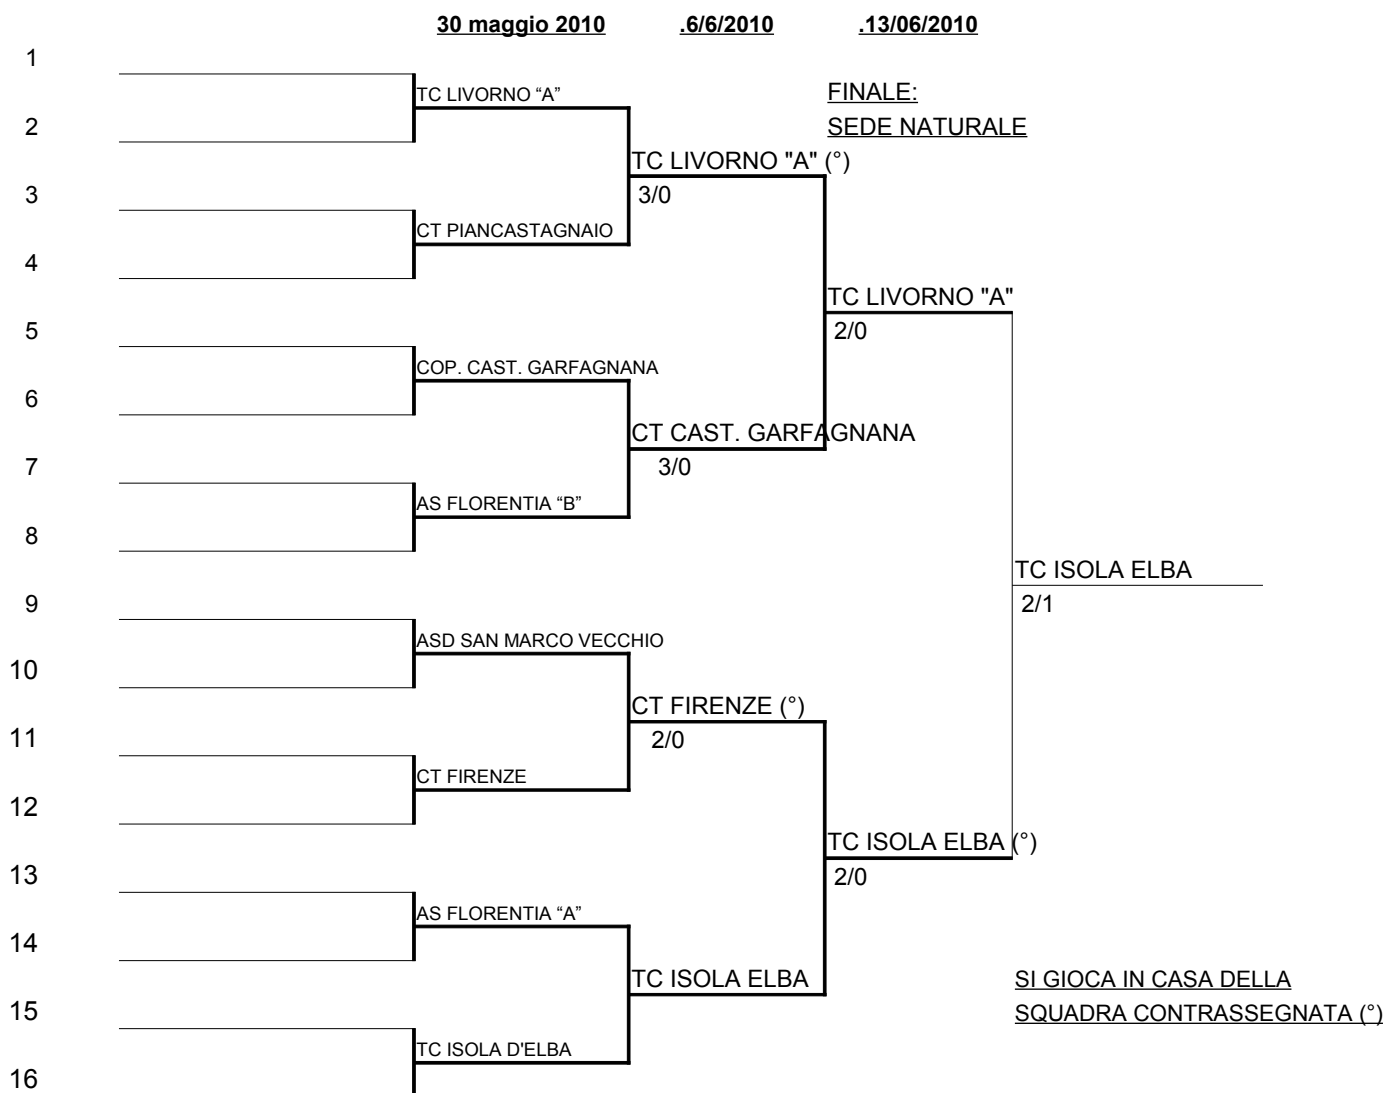 30 maggio 2010 .6/6/2010 .13/06/2010
1
TC LIVORNO “A”
FINALE:
2
SEDE NATURALE
TC LIVORNO "A" (°)
3
3/0
CT PIANCASTAGNAIO
4
TC LIVORNO "A"
5
2/0
COP. CAST. GARFAGNANA
6
CT CAST. GARFAGNANA
7
3/0
AS FLORENTIA “B”
8
TC ISOLA ELBA
9
2/1
ASD SAN MARCO VECCHIO
10
CT FIRENZE (°)
11
2/0
CT FIRENZE
12
TC ISOLA ELBA (°)
13
2/0
AS FLORENTIA “A”
14
TC ISOLA ELBA
SI GIOCA IN CASA DELLA
15
SQUADRA CONTRASSEGNATA (°)
TC ISOLA D'ELBA
16